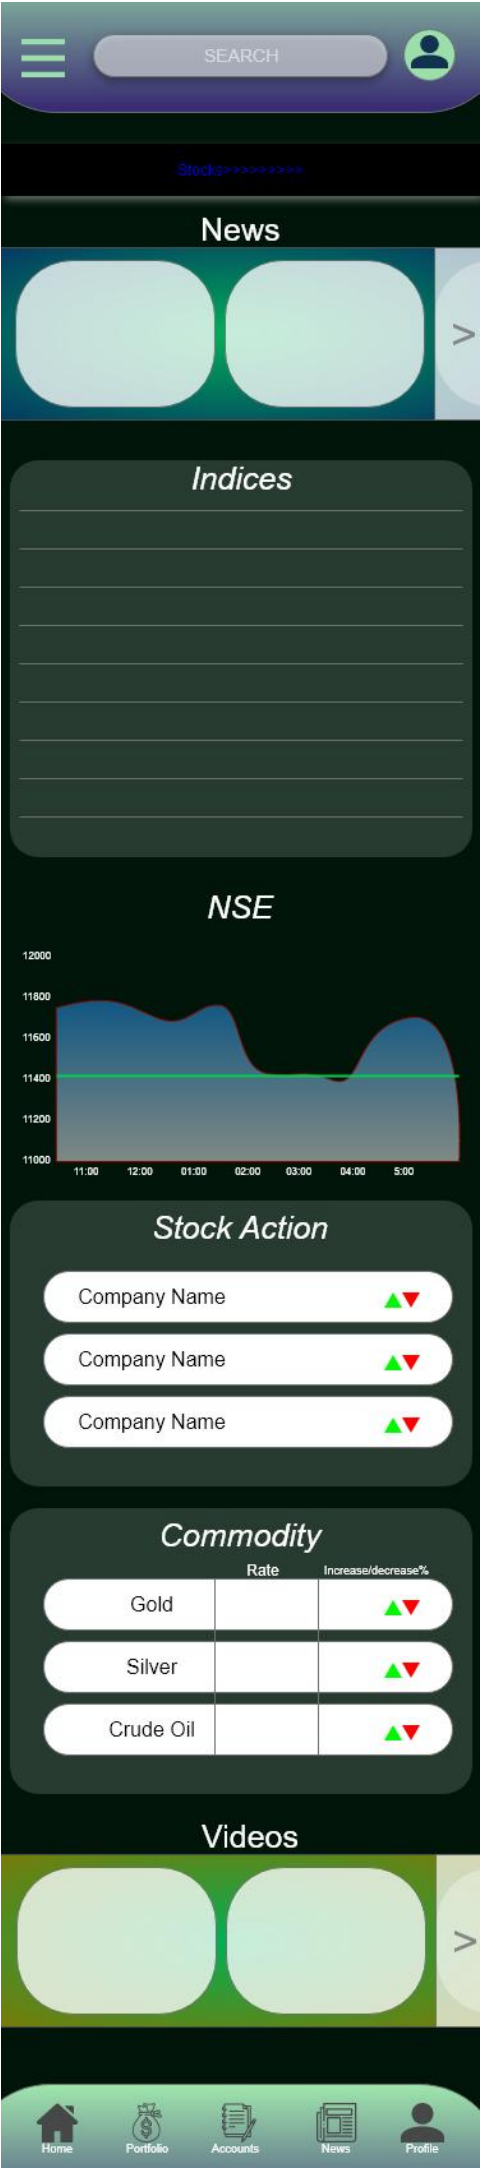 SEARCH
Stocks>>>>>>>>>
News
>
Indices
NSE
12000
11800
11600
11400
11200
11000
11:00 12:00 01:00 02:00 03:00 04:00 5:00
Stock Action
Company Name
Company Name
Company Name
Commodity
Rate Increase/decrease%
Gold
Silver
Crude Oil
Videos
>
Home Portfolio Accounts News Profile